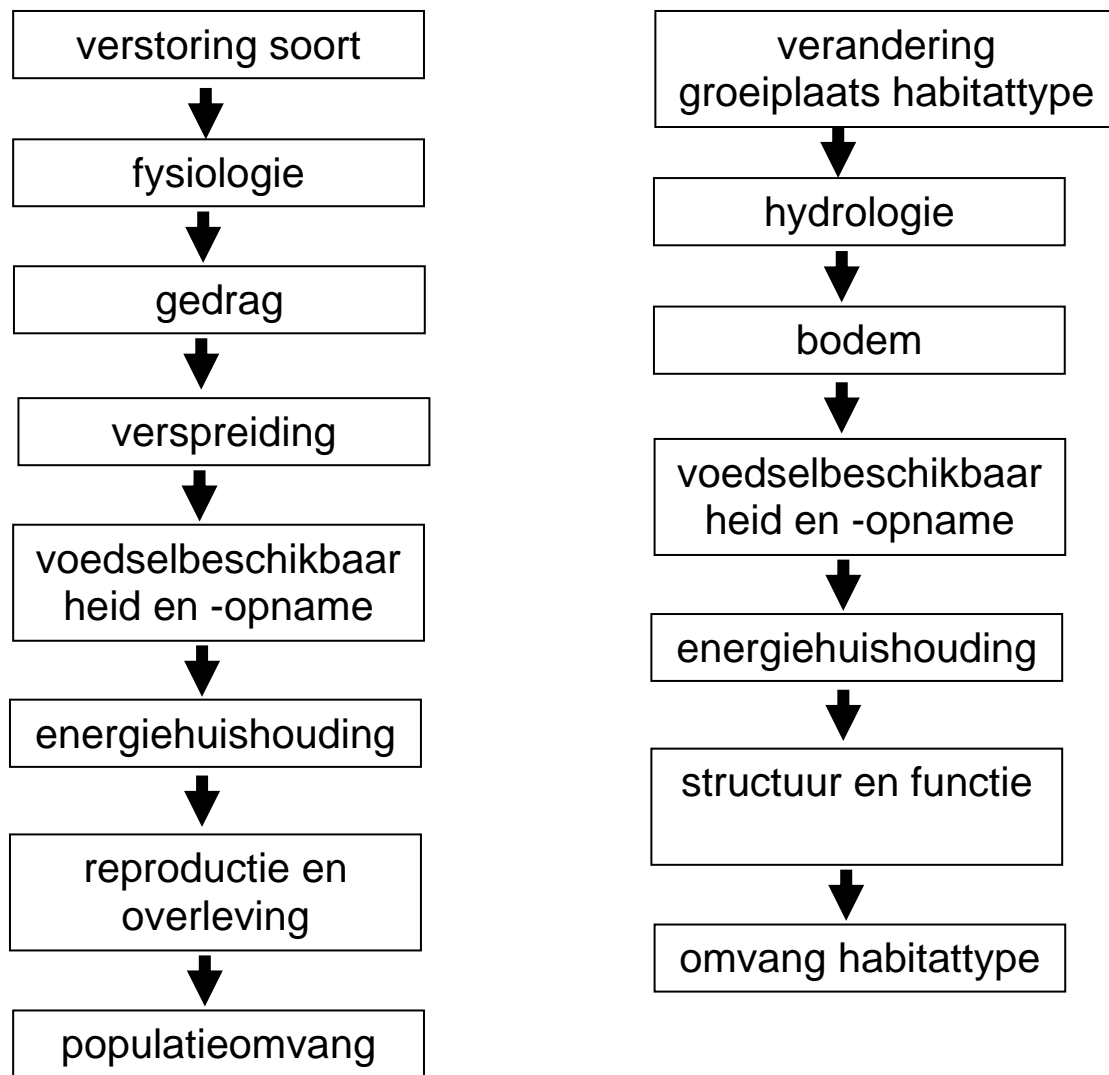 verstoring soort
fysiologie
gedrag
verspreiding
voedselbeschikbaar
heid en -opname
energiehuishouding
reproductie en
overleving
populatieomvang
verandering
groeiplaats habitattype
hydrologie
bodem
voedselbeschikbaar
heid en -opname
energiehuishouding
structuur en functie
omvang habitattype